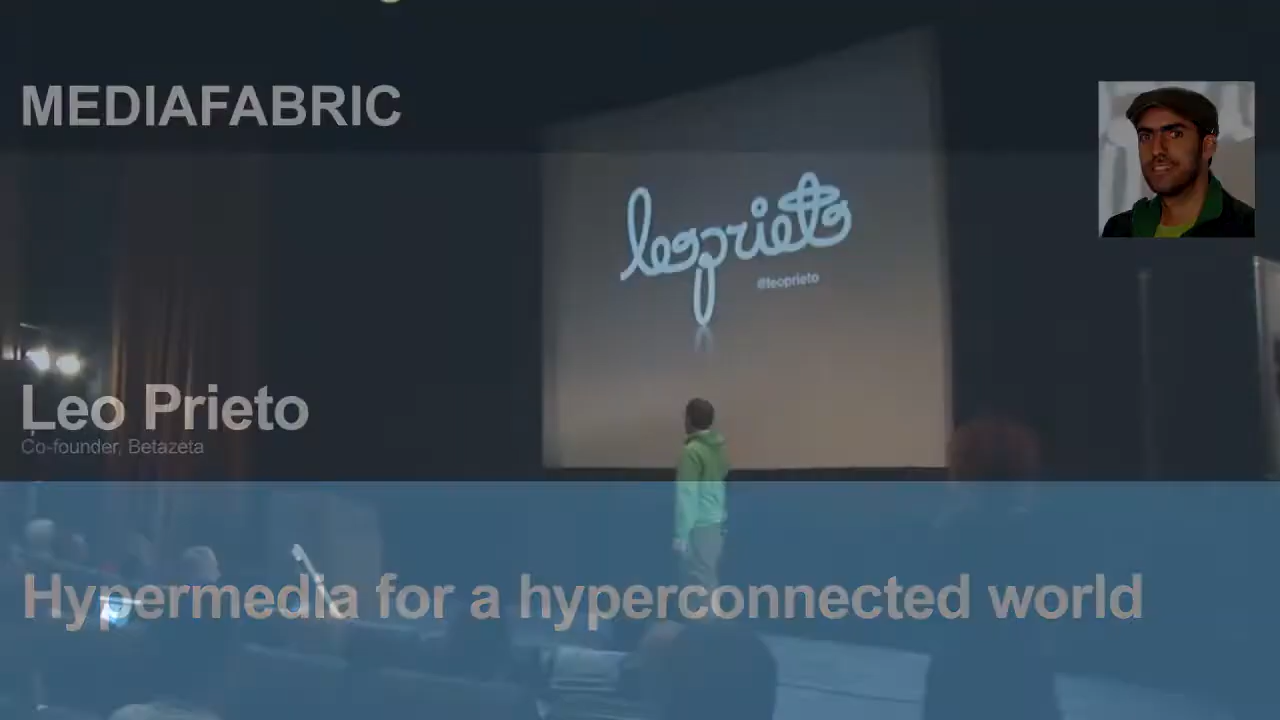 MEDIAFABRIC
leoprieto
@leoprieto
Leo Prieto
Co-founder, Betazeta
Hypermedia for a hyperconnected world